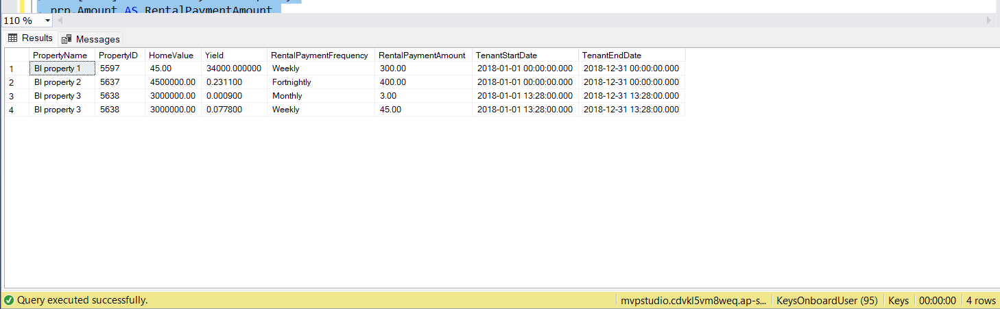 prp.Amount AS RentalPaymentAmount
110 %
Results Messages
PropertyName PropertyID HomeValue Yield RentalPaymentFrequency RentalPaymentAmount TenantStartDate TenantEndDate
1 BI property 1 5597 45.00 34000.000000 Weekly 300.00 2018-01-01 00:00:00.000 2018-12-31 00:00:00.000
2 BI property 2 5637 4500000.00 0.231100 Fortnightly 400.00 2018-01-01 00:00:00.000 2018-12-31 00:00:00.000
3 BI property 3 5638 3000000.00 0.000900 Monthly 3.00 2018-01-01 13:28:00.000 2018-12-31 13:28:00.000
4 BI property 3 5638 3000000.00 0.077800 Weekly 45.00 2018-01-01 13:28:00.000 2018-12-31 13:28:00.000
Query executed successfully. mvpstudio.cdvkl5vm8weq.ap-s... KeysOnboardUser (95) Keys 00:00:00 4 rows